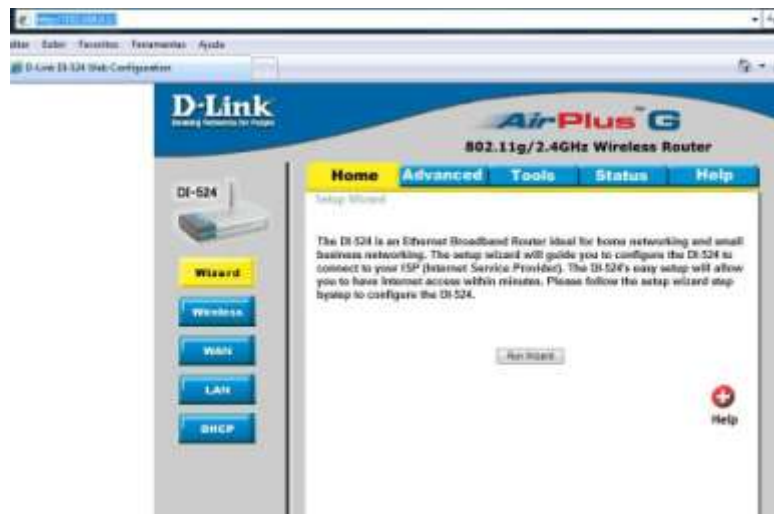 Editar Exibir Favoritos Ferramentas Ajuda
D-Link DI-524 Web Configuration
D-Link
Building Networks for People
AirPlus G
™
802.11g/2.4GHz Wireless Router
DI-524
Home Advanced Tools Status Help
Setup Wizard
The DI-524 is an Ethernet Broadband Router ideal for home networking and small
business networking. The setup wizard will guide you to configure the DI-524 to
connect to your ISP (Internet Service Provider). The DI-524's easy setup will allow
you to have Internet access within minutes. Please follow the setup wizard step
bystep to configure the DI-524.
Wizard
Wireless
WAN
LAN
DHCP
Run Wizard
Help